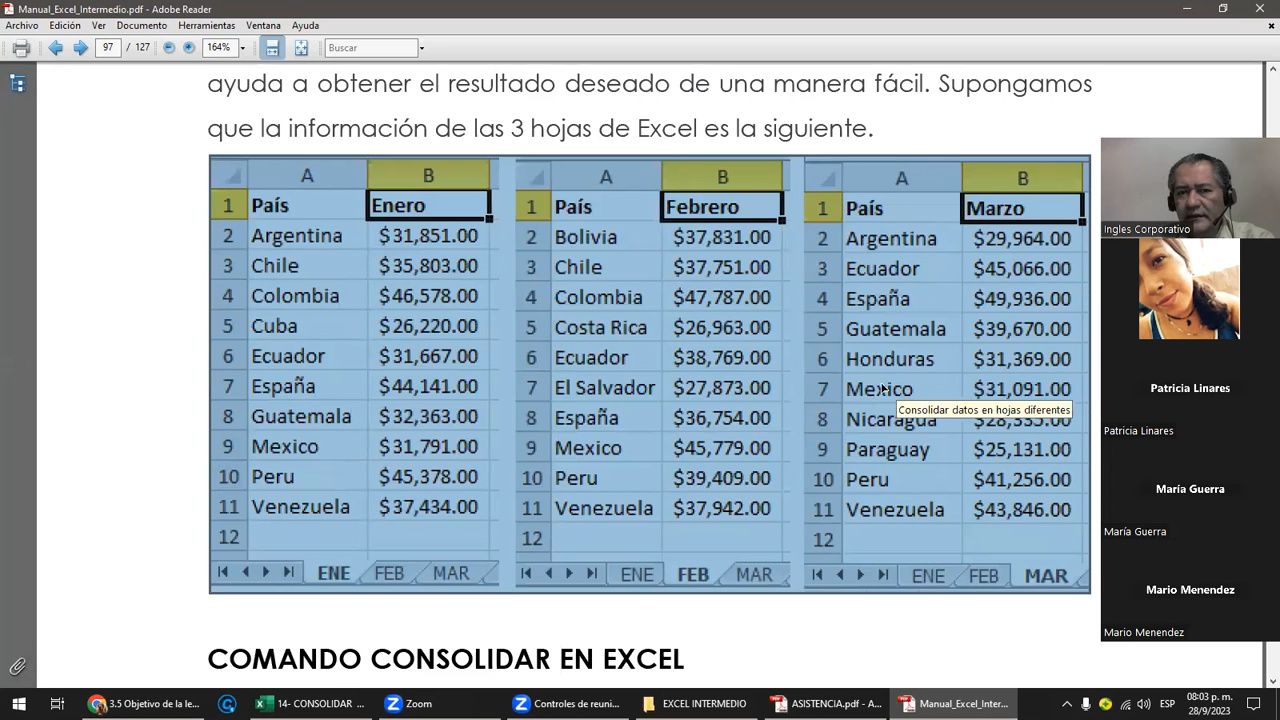 Manual_Excel_Intermedio.pdf - Adobe Reader
Archivo Edición Ver Documento Herramientas Ventana Ayuda
97 / 127 164% Buscar
ayuda a obtener el resultado deseado de una manera fácil. Supongamos
que la información de las 3 hojas de Excel es la siguiente.
A B
1 País Enero
2 Argentina $31,851.00
3 Chile $35,803.00
4 Colombia $46,578.00
5 Cuba $26,220.00
6 Ecuador $31,667.00
7 España $44,141.00
8 Guatemala $32,363.00
9 Mexico $31,791.00
10 Peru $45,378.00
11 Venezuela $37,434.00
12
ENE FEB MAR
A B
1 País Febrero
2 Bolivia $37,831.00
3 Chile $37,751.00
4 Colombia $47,787.00
5 Costa Rica $26,963.00
6 Ecuador $38,769.00
7 El Salvador $27,873.00
8 España $36,754.00
9 Mexico $45,779.00
10 Peru $39,409.00
11 Venezuela $37,942.00
12
ENE FEB MAR
A B
1 País Marzo
2 Argentina $29,964.00
3 Ecuador $45,066.00
4 España $49,936.00
5 Guatemala $39,670.00
6 Honduras $31,369.00
7 Mexico $31,091.00
Consolidar datos en hojas diferentes
8 Nicaragua
9 Paraguay $25,131.00
10 Peru $41,256.00
11 Venezuela $43,846.00
12
ENE FEB MAR
COMANDO CONSOLIDAR EN EXCEL
Ingles Corporativo
Patricia Linares
Patricia Linares
María Guerra
María Guerra
Mario Menendez
Mario Menendez
3.5 Objetivo de la le... 14- CONSOLIDAR ... Zoom Controles de reuni... EXCEL INTERMEDIO ASISTENCIA.pdf - A... Manual_Excel_Inter... ESP 08:03 p. m.
28/9/2023